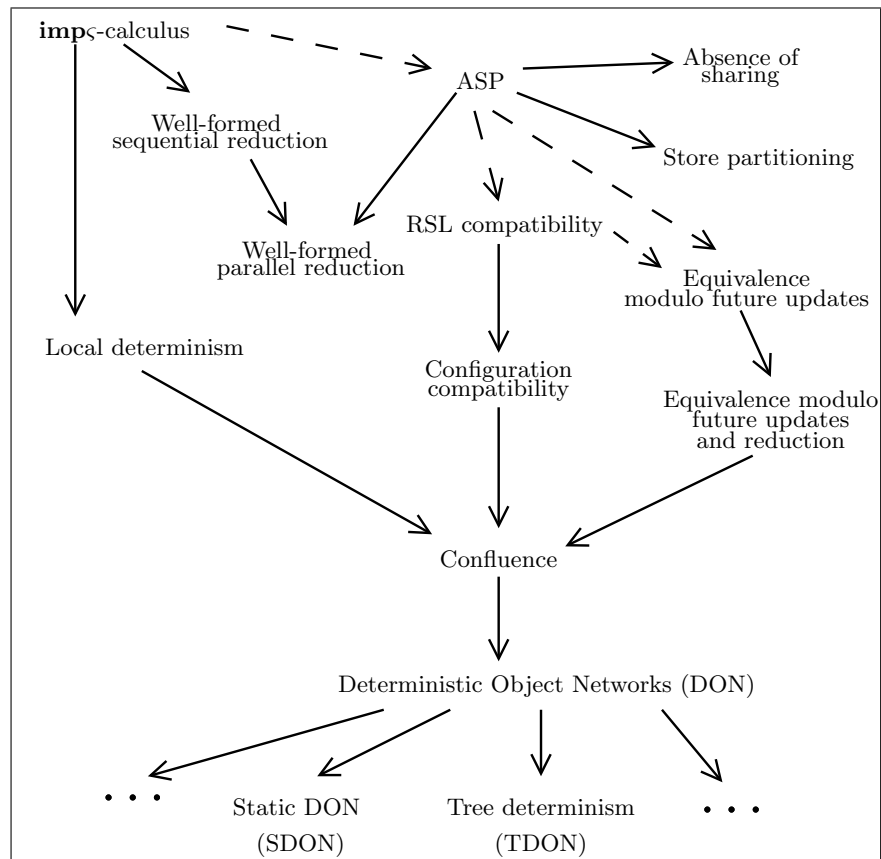 impς-calculus
ASP
Absence of
sharing
Well-formed
sequential reduction
Store partitioning
RSL compatibility
Well-formed
parallel reduction
Equivalence
modulo future updates
Local determinism
Configuration
compatibility
Equivalence modulo
future updates
and reduction
Confluence
Deterministic Object Networks (DON)
. . .
Static DON
(SDON)
Tree determinism
(TDON)
. . .